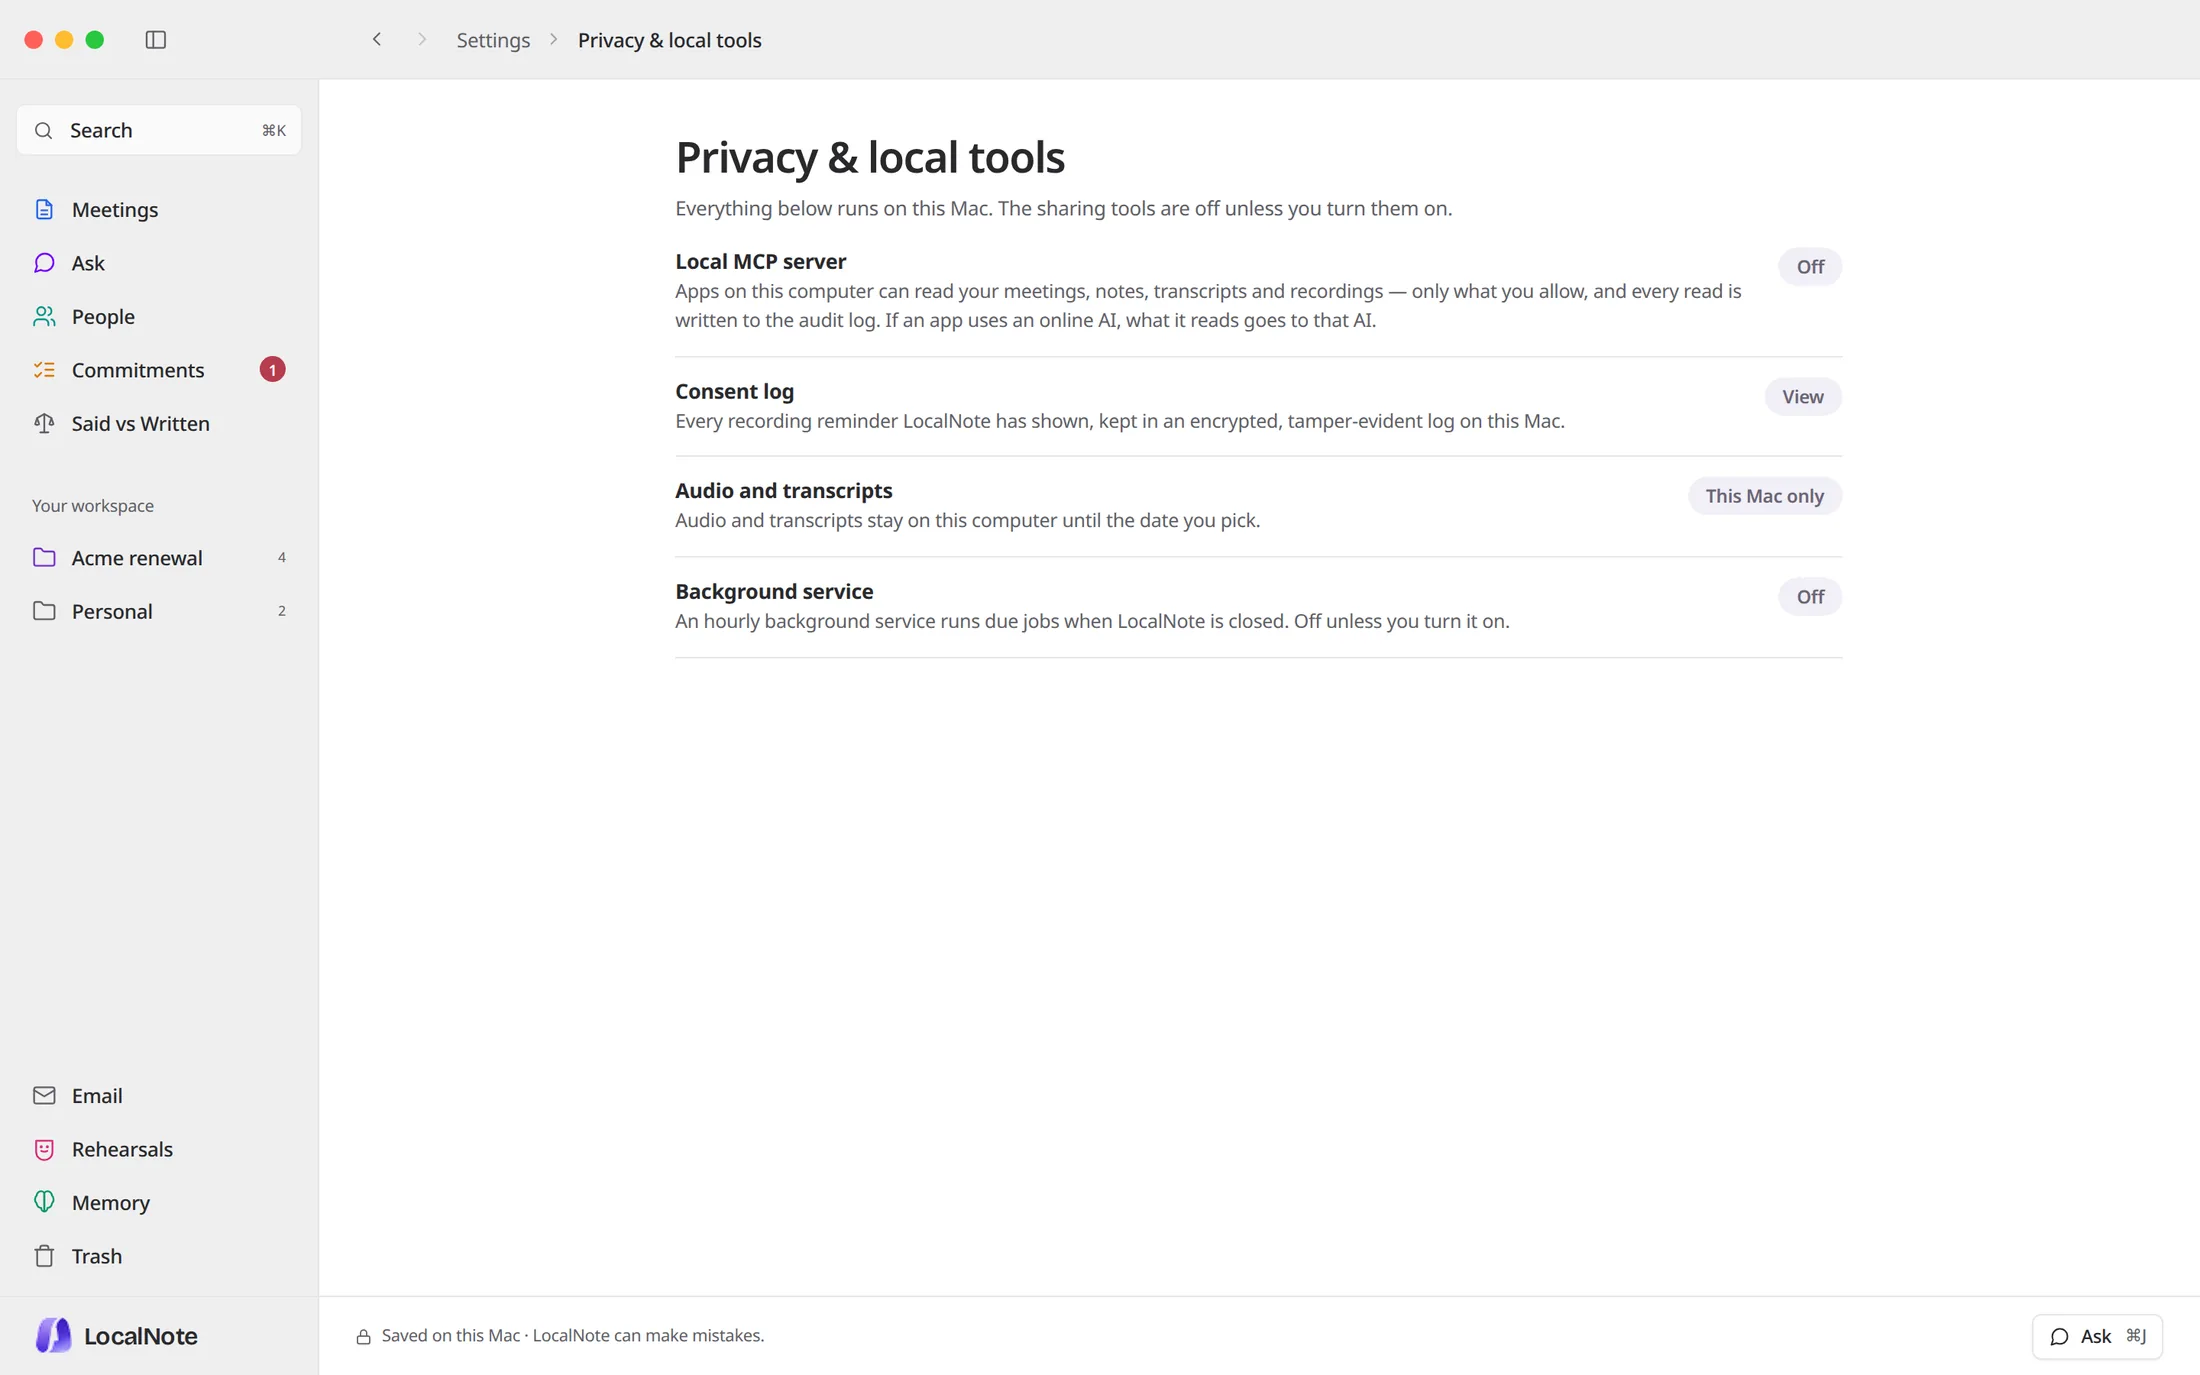 Settings
Privacy & local tools
Search ⌘K
Meetings
Ask
People
Commitments 1
Said vs Written
Your workspace
Acme renewal 4
Personal 2
Email
Rehearsals
Memory
Trash
LocalNote
Privacy & local tools
Everything below runs on this Mac. The sharing tools are off unless you turn them on.
Local MCP server
Off
Apps on this computer can read your meetings, notes, transcripts and recordings — only what you allow, and every read is
written to the audit log. If an app uses an online AI, what it reads goes to that AI.
Consent log
View
Every recording reminder LocalNote has shown, kept in an encrypted, tamper-evident log on this Mac.
Audio and transcripts
This Mac only
Audio and transcripts stay on this computer until the date you pick.
Background service
Off
An hourly background service runs due jobs when LocalNote is closed. Off unless you turn it on.
Saved on this Mac · LocalNote can make mistakes.
Ask ⌘J